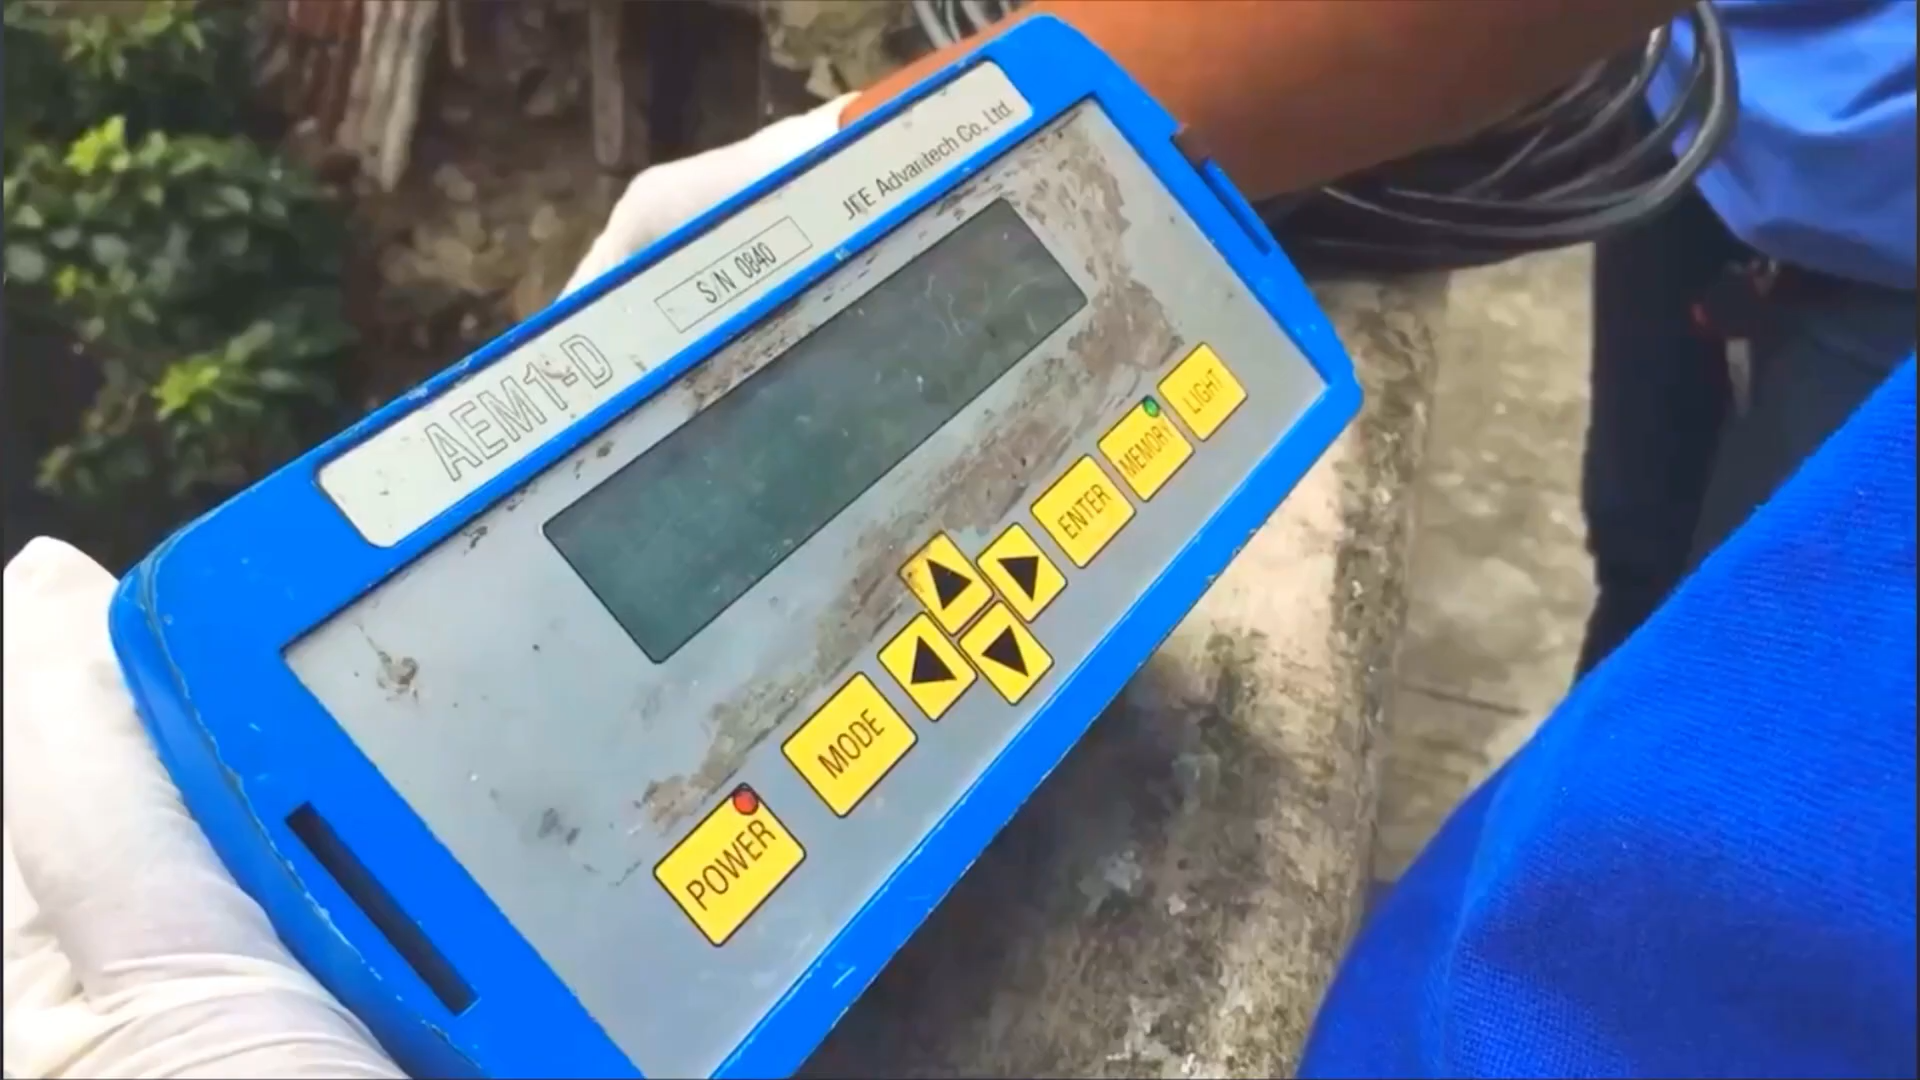 AEM1-D
S/N 0840
JFE Advantech Co., Ltd.
POWER
MODE
ENTER
MEMORY
LIGHT